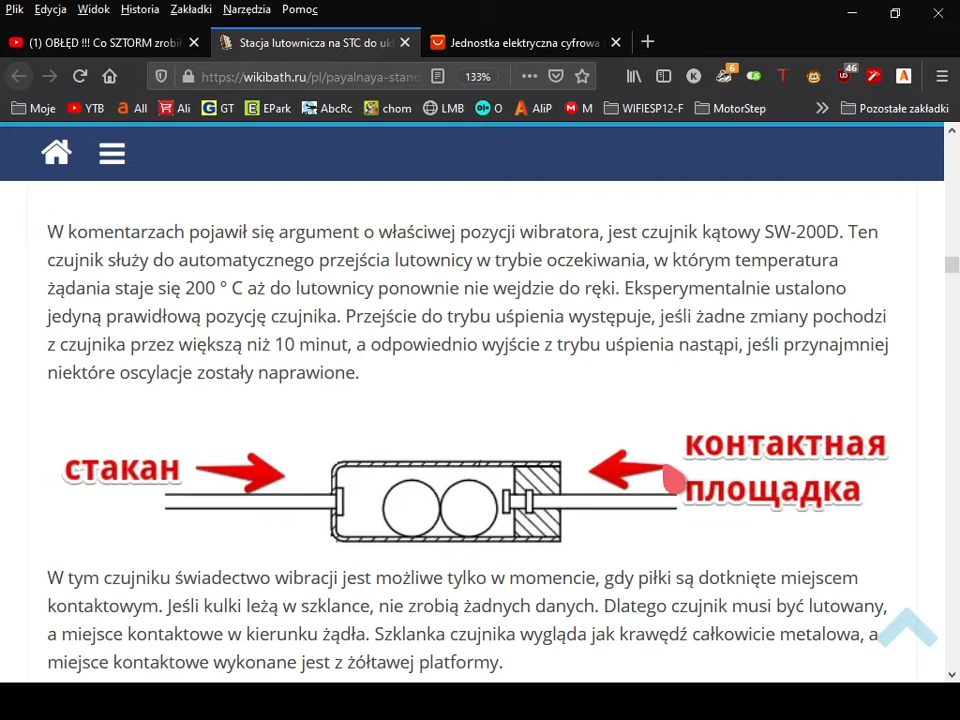 Plik Edycja Widok Historia Zakładki Narzędzia Pomoc
(1) OBŁĘD !!! Co SZTORM zrobił
Stacja lutownicza na STC do ukł
Jednostka elektryczna cyfrowa
https://wikibath.ru/pl/payalnaya-stanc
133%
6
46
Moje YTB All Ali GT EPark AbcRc chom LMB O AliP M WIFIESP12-F MotorStep Pozostałe zakładki
W komentarzach pojawił się argument o właściwej pozycji wibratora, jest czujnik kątowy SW-200D. Ten
czujnik służy do automatycznego przejścia lutownicy w trybie oczekiwania, w którym temperatura
żądania staje się 200 ° C aż do lutownicy ponownie nie wejdzie do ręki. Eksperymentalnie ustalono
jedyną prawidłową pozycję czujnika. Przejście do trybu uśpienia występuje, jeśli żadne zmiany pochodzi
z czujnika przez większą niż 10 minut, a odpowiednio wyjście z trybu uśpienia nastąpi, jeśli przynajmniej
niektóre oscylacje zostały naprawione.
стакан
контактная
площадка
W tym czujniku świadectwo wibracji jest możliwe tylko w momencie, gdy piłki są dotknięte miejscem
kontaktowym. Jeśli kulki leżą w szklance, nie zrobią żadnych danych. Dlatego czujnik musi być lutowany,
a miejsce kontaktowe w kierunku żądła. Szklanka czujnika wygląda jak krawędź całkowicie metalowa, a
miejsce kontaktowe wykonane jest z żółtawej platformy.